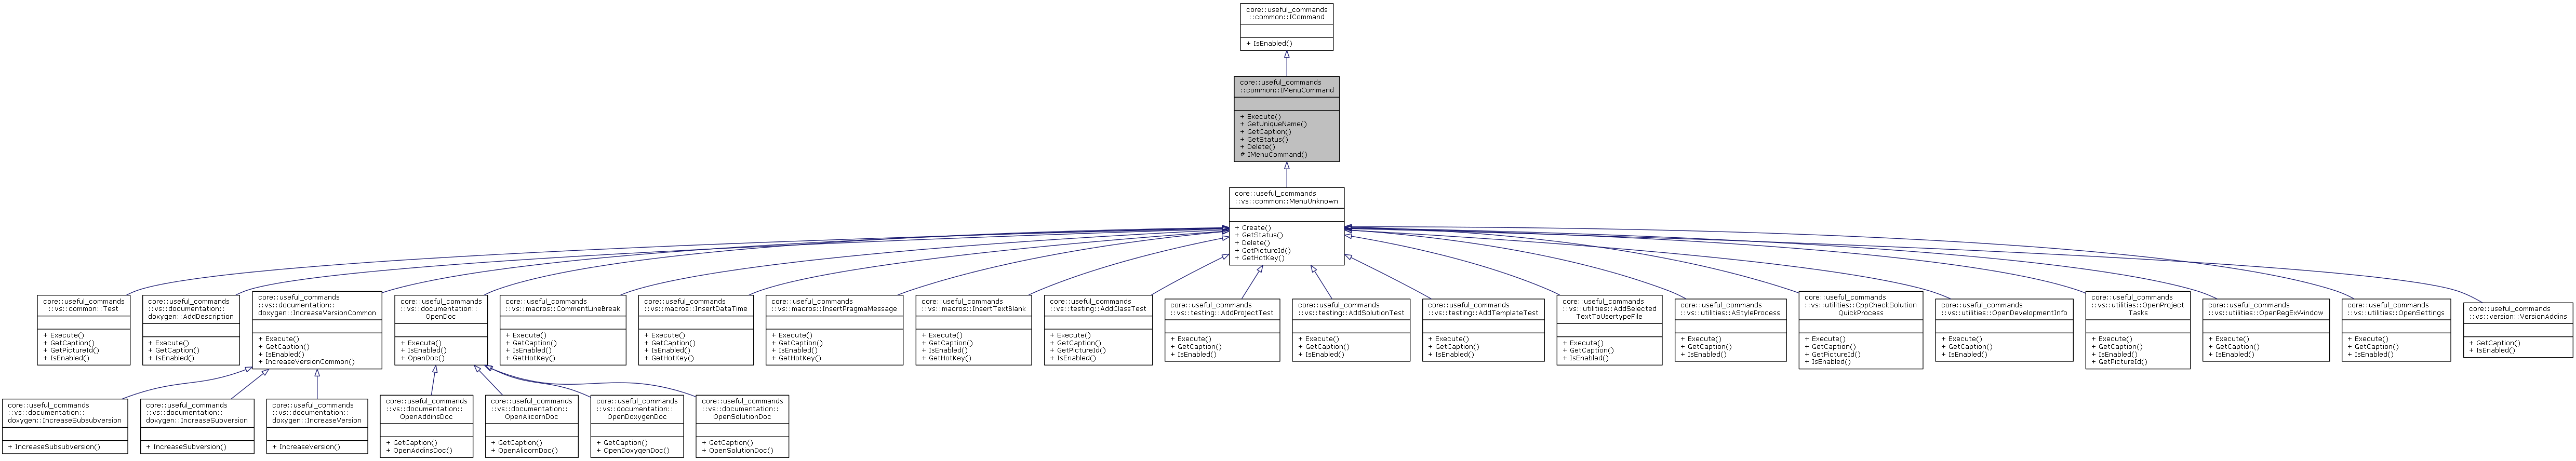 core::useful_commands
::common::ICommand
+ IsEnabled()
core::useful_commands
::common::IMenuCommand
+ Execute()
+ GetUniqueName()
+ GetCaption()
+ GetStatus()
+ Delete()
# IMenuCommand()
core::useful_commands
::vs::common::MenuUnknown
+ Create()
+ GetStatus()
+ Delete()
+ GetPictureId()
+ GetHotKey()
core::useful_commands
::vs::common::Test
+ Execute()
+ GetCaption()
+ GetPictureId()
+ IsEnabled()
core::useful_commands
::vs::documentation::
doxygen::AddDescription
+ Execute()
+ GetCaption()
+ IsEnabled()
core::useful_commands
::vs::documentation::
doxygen::IncreaseVersionCommon
+ Execute()
+ GetCaption()
+ IsEnabled()
+ IncreaseVersionCommon()
core::useful_commands
::vs::documentation::
OpenDoc
+ Execute()
+ IsEnabled()
+ OpenDoc()
core::useful_commands
::vs::macros::CommentLineBreak
+ Execute()
+ GetCaption()
+ IsEnabled()
+ GetHotKey()
core::useful_commands
::vs::macros::InsertDataTime
+ Execute()
+ GetCaption()
+ IsEnabled()
+ GetHotKey()
core::useful_commands
::vs::macros::InsertPragmaMessage
+ Execute()
+ GetCaption()
+ IsEnabled()
+ GetHotKey()
core::useful_commands
::vs::macros::InsertTextBlank
+ Execute()
+ GetCaption()
+ IsEnabled()
+ GetHotKey()
core::useful_commands
::vs::testing::AddClassTest
+ Execute()
+ GetCaption()
+ GetPictureId()
+ IsEnabled()
core::useful_commands
::vs::testing::AddProjectTest
+ Execute()
+ GetCaption()
+ IsEnabled()
core::useful_commands
::vs::testing::AddSolutionTest
+ Execute()
+ GetCaption()
+ IsEnabled()
core::useful_commands
::vs::testing::AddTemplateTest
+ Execute()
+ GetCaption()
+ IsEnabled()
core::useful_commands
::vs::utilities::AddSelected
TextToUsertypeFile
+ Execute()
+ GetCaption()
+ IsEnabled()
core::useful_commands
::vs::utilities::AStyleProcess
+ Execute()
+ GetCaption()
+ IsEnabled()
core::useful_commands
::vs::utilities::CppCheckSolution
QuickProcess
+ Execute()
+ GetCaption()
+ GetPictureId()
+ IsEnabled()
core::useful_commands
::vs::utilities::OpenDevelopmentInfo
+ Execute()
+ GetCaption()
+ IsEnabled()
core::useful_commands
::vs::utilities::OpenProject
Tasks
+ Execute()
+ GetCaption()
+ IsEnabled()
+ GetPictureId()
core::useful_commands
::vs::utilities::OpenRegExWindow
+ Execute()
+ GetCaption()
+ IsEnabled()
core::useful_commands
::vs::utilities::OpenSettings
+ Execute()
+ GetCaption()
+ IsEnabled()
core::useful_commands
::vs::version::VersionAddins
+ GetCaption()
+ IsEnabled()
core::useful_commands
::vs::documentation::
doxygen::IncreaseSubsubversion
+ IncreaseSubsubversion()
core::useful_commands
::vs::documentation::
doxygen::IncreaseSubversion
+ IncreaseSubversion()
core::useful_commands
::vs::documentation::
doxygen::IncreaseVersion
+ IncreaseVersion()
core::useful_commands
::vs::documentation::
OpenAddinsDoc
+ GetCaption()
+ OpenAddinsDoc()
core::useful_commands
::vs::documentation::
OpenAlicornDoc
+ GetCaption()
+ OpenAlicornDoc()
core::useful_commands
::vs::documentation::
OpenDoxygenDoc
+ GetCaption()
+ OpenDoxygenDoc()
core::useful_commands
::vs::documentation::
OpenSolutionDoc
+ GetCaption()
+ OpenSolutionDoc()